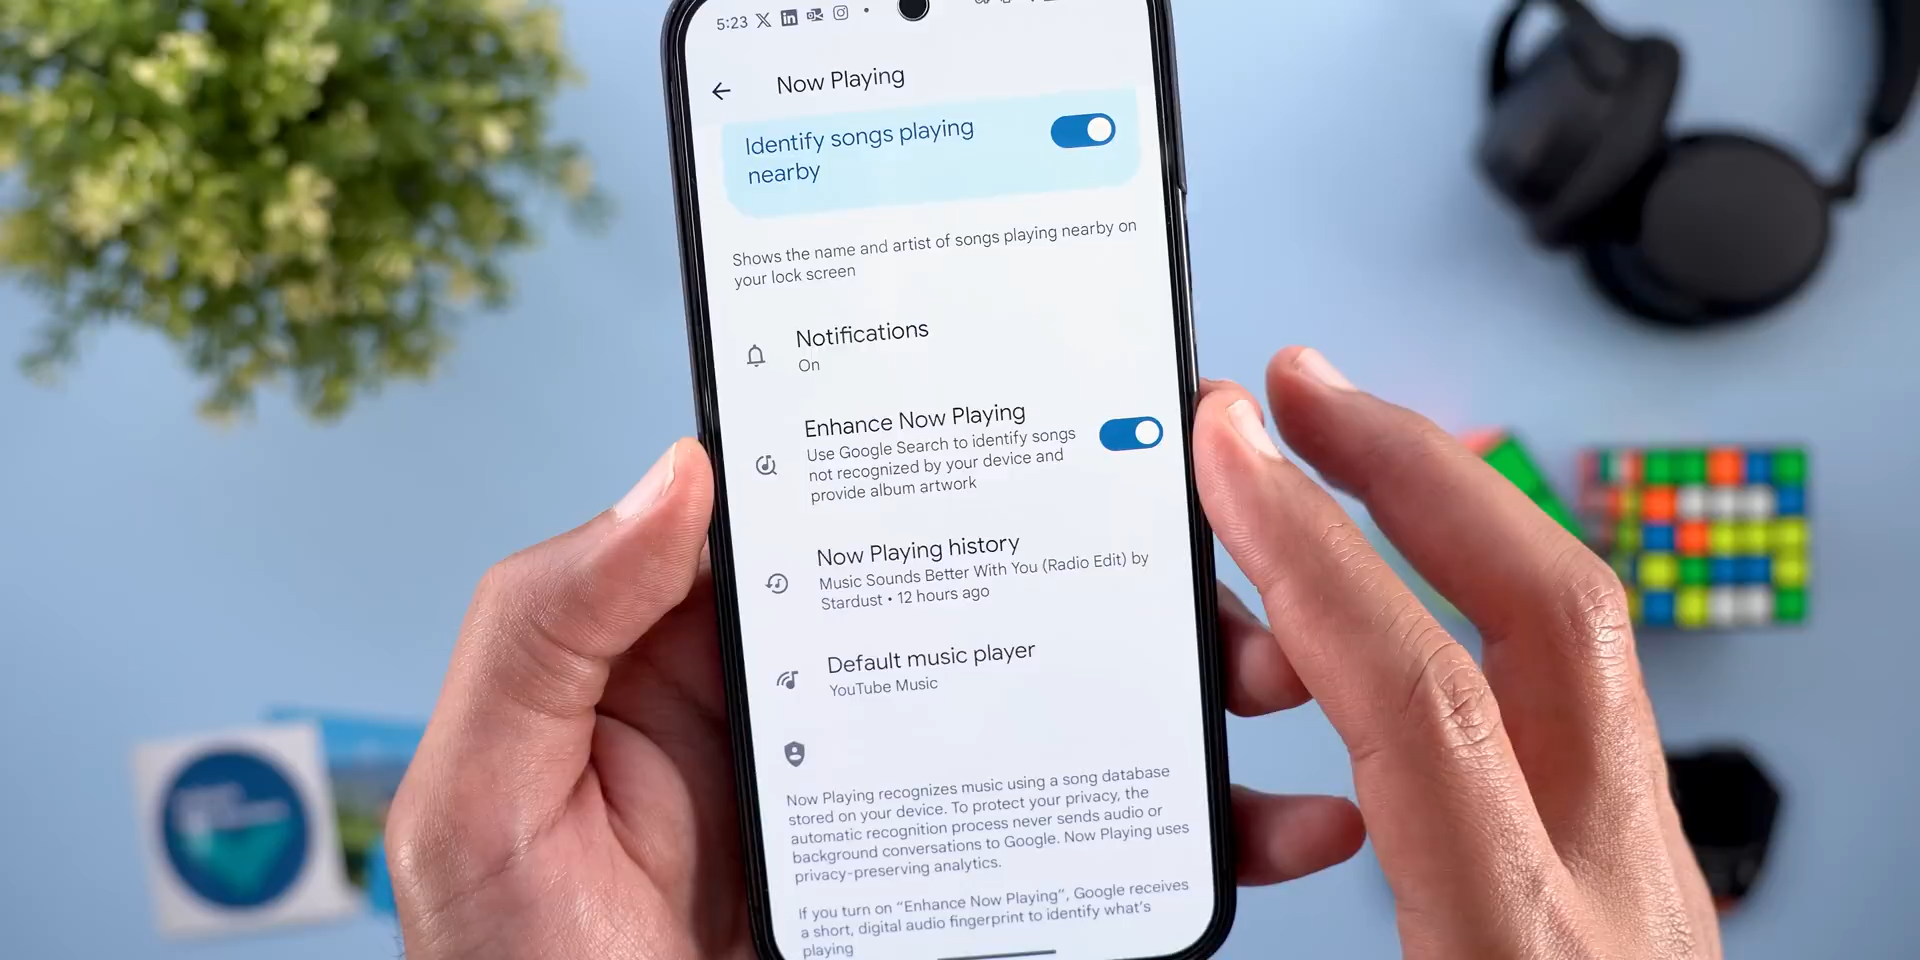 5:23
Now Playing
Identify songs playing
nearby
Shows the name and artist of songs playing nearby on
your lock screen
Notifications
On
Enhance Now Playing
Use Google Search to identify songs
not recognized by your device and
provide album artwork
Now Playing history
Music Sounds Better With You (Radio Edit) by
Stardust • 12 hours ago
Default music player
YouTube Music
Now Playing recognizes music using a song database
stored on your device. To protect your privacy, the
automatic recognition process never sends audio or
background conversations to Google. Now Playing uses
privacy-preserving analytics.
If you turn on “Enhance Now Playing”, Google receives
a short, digital audio fingerprint to identify what’s
playing